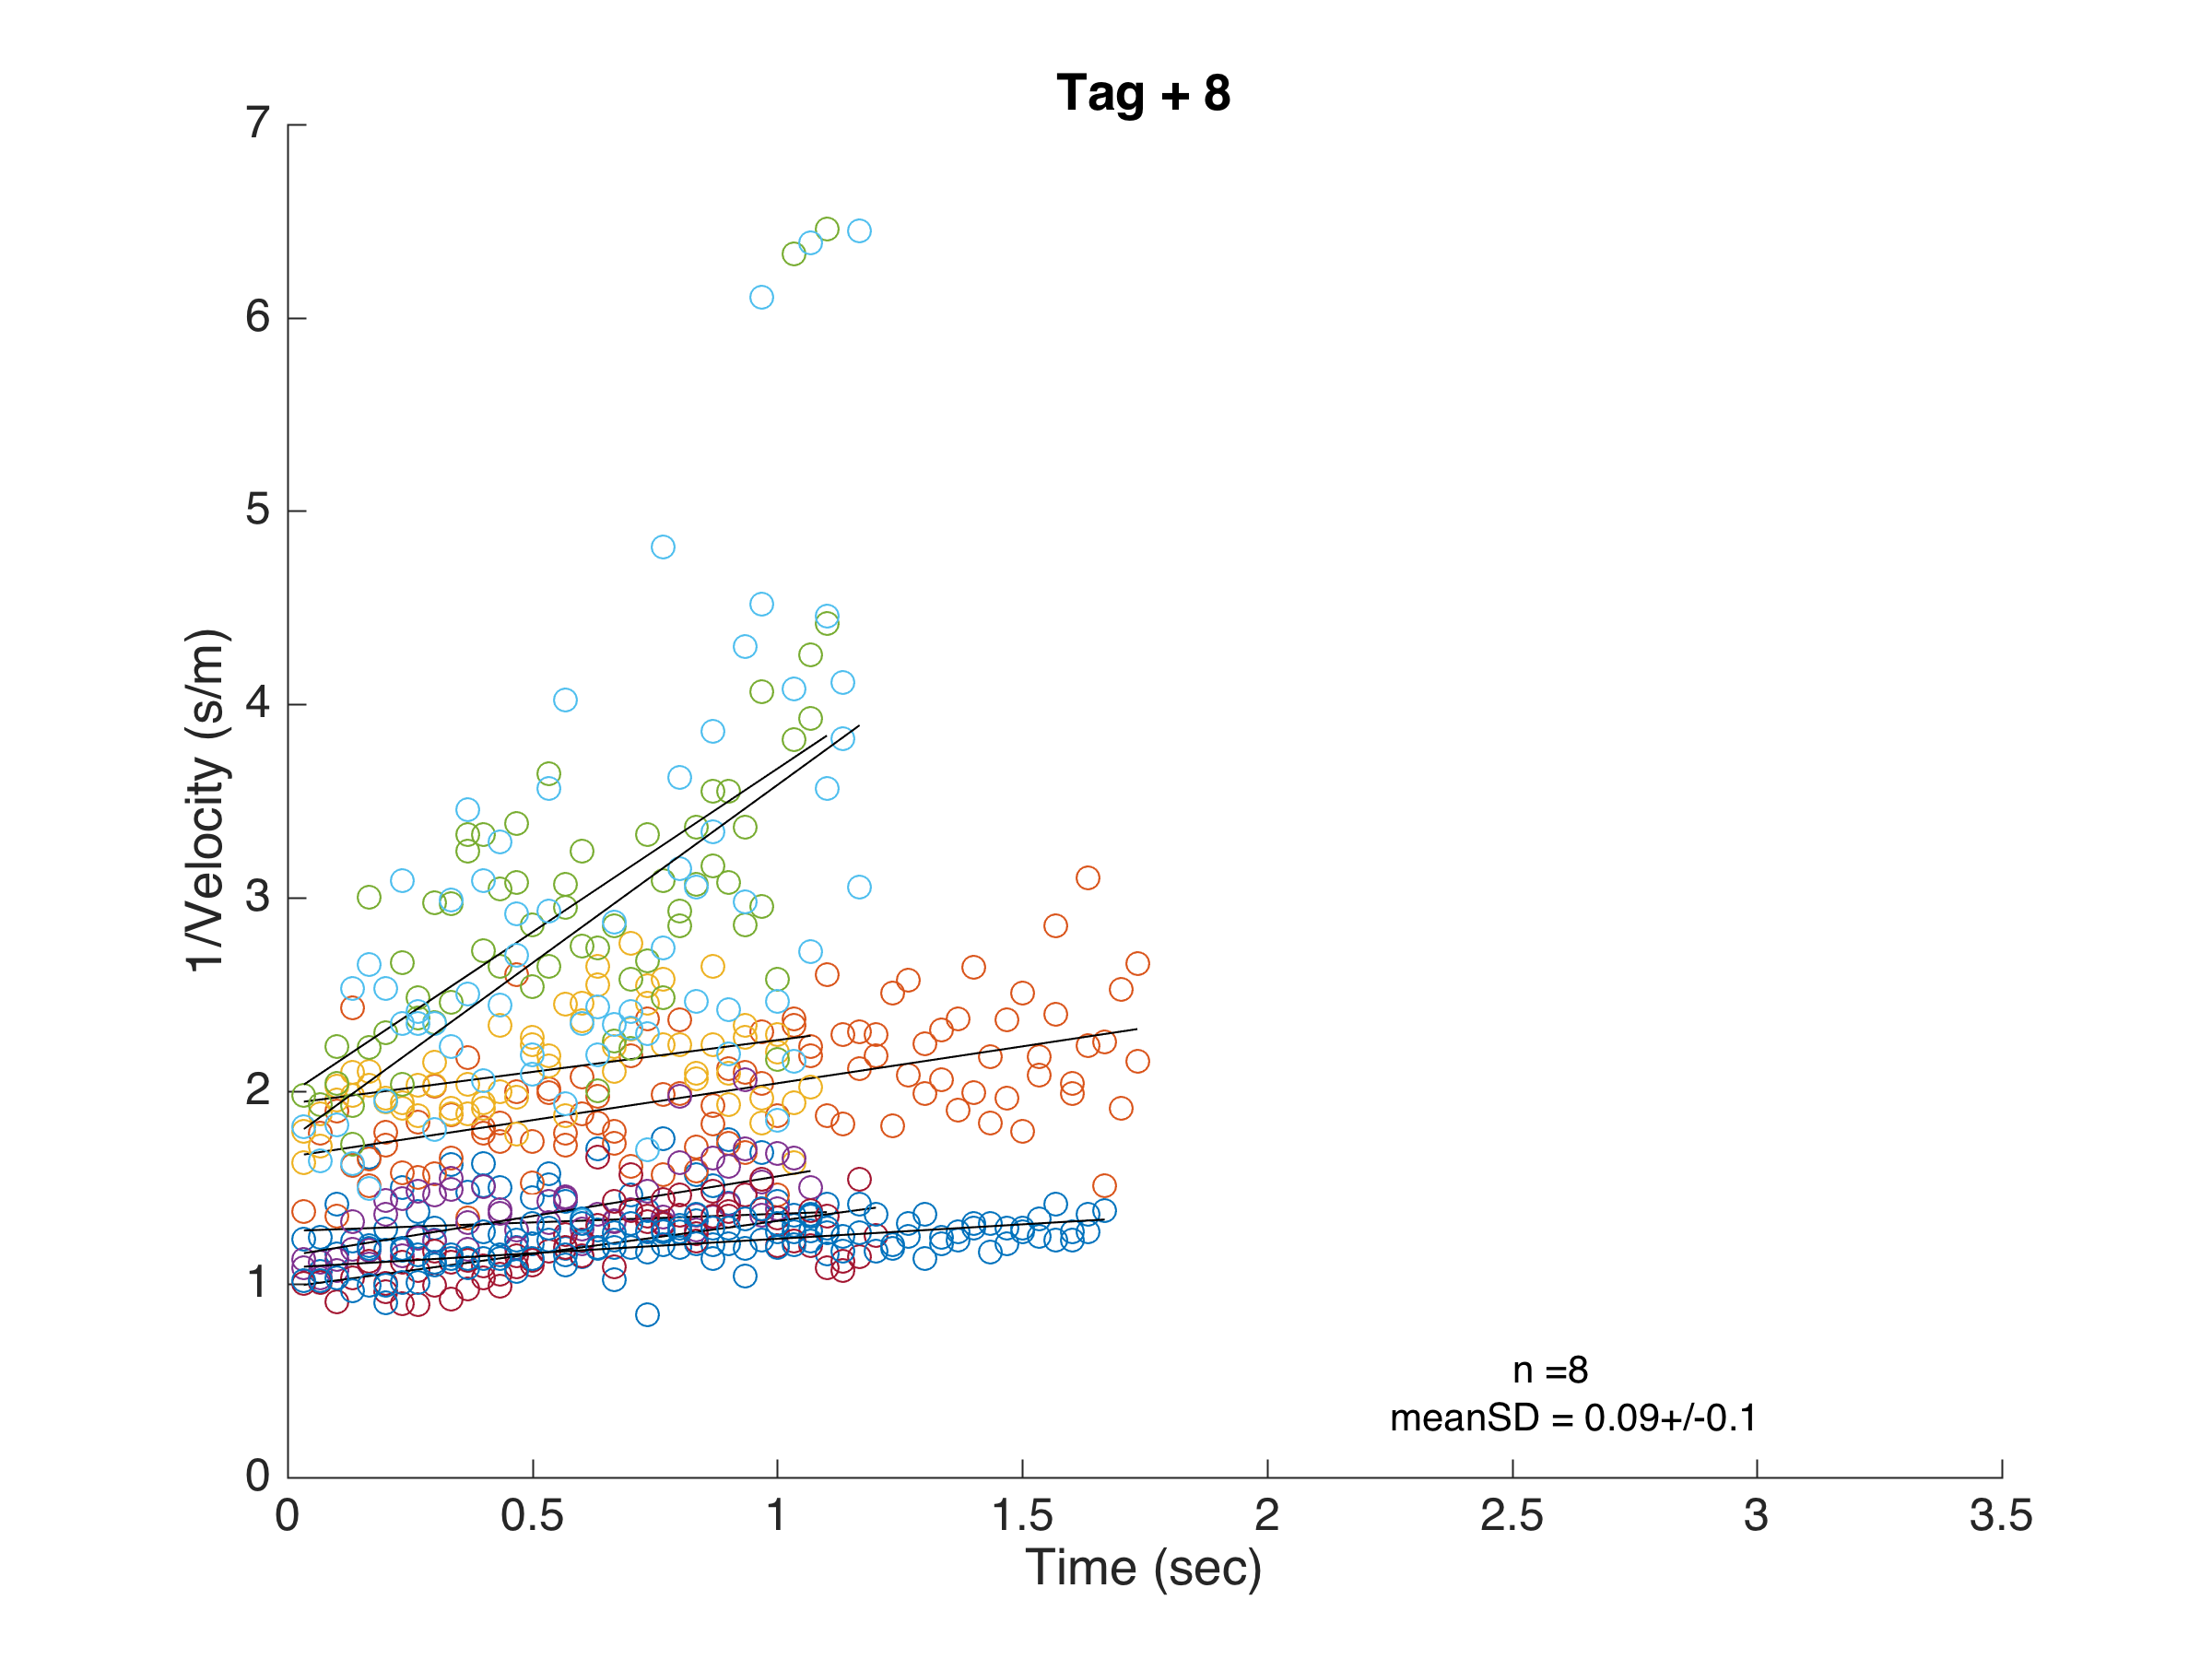 Tag + 8
7
6
5
4
3
2
1
0
1/Velocity (s/m)
n =8
meanSD = 0.09+/-0.1
0 0.5 1 1.5 2 2.5 3 3.5
Time (sec)